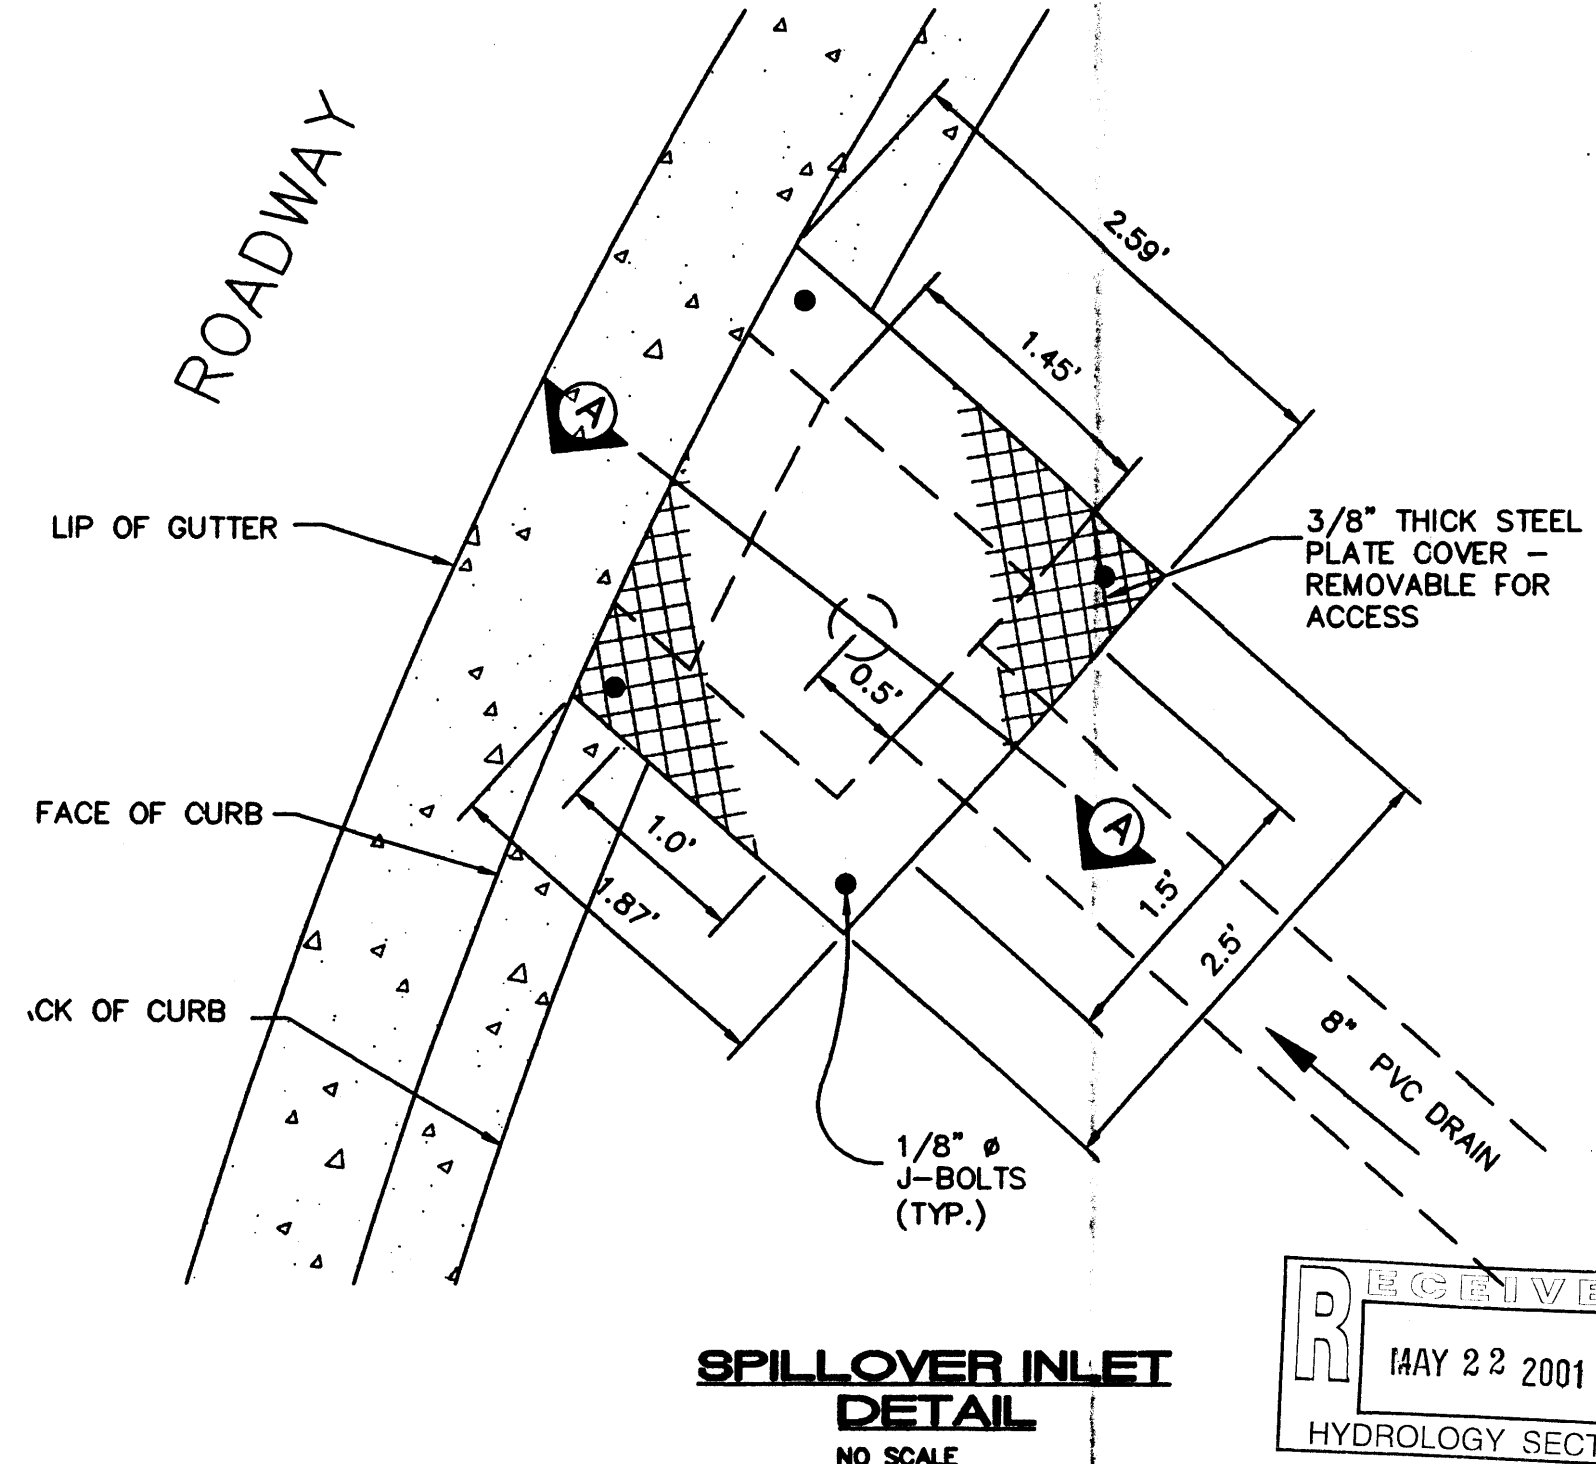 ROADWAY
2.59'
1.45'
A
LIP OF GUTTER
3/8" THICK STEEL
PLATE COVER –
REMOVABLE FOR
ACCESS
0.5'
FACE OF CURB
1.0'
1.87'
A
1.5'
2.5'
CK OF CURB
8" PVC DRAIN
1/8" ø
J-BOLTS
(TYP.)
SPILLOVER INLET
DETAIL
NO SCALE
RECEIVE
MAY 22 2001
HYDROLOGY SECT